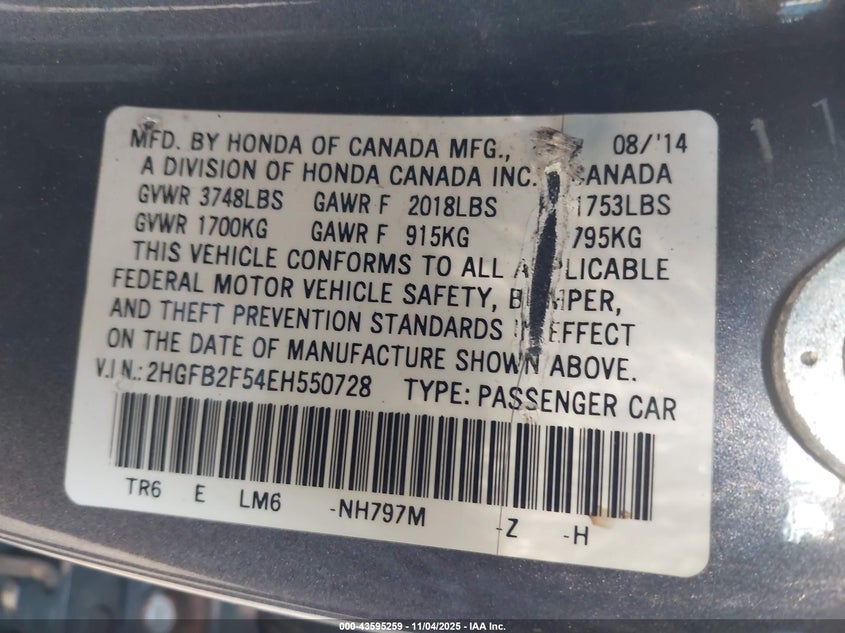 MFD. BY HONDA OF CANADA MFG., 08/'14
A DIVISION OF HONDA CANADA INC. CANADA
GVWR 3748LBS GAWR F 2018LBS 1753LBS
GVWR 1700KG GAWR F 915KG 795KG
THIS VEHICLE CONFORMS TO ALL APPLICABLE
FEDERAL MOTOR VEHICLE SAFETY, BUMPER,
AND THEFT PREVENTION STANDARDS IN EFFECT
ON THE DATE OF MANUFACTURE SHOWN ABOVE.
V.I.N.: 2HGFB2F54EH550728 TYPE: PASSENGER CAR
TR6 E LM6 -NH797M -Z -H
000-43595259 | 11/04/2025 – IAA Inc.